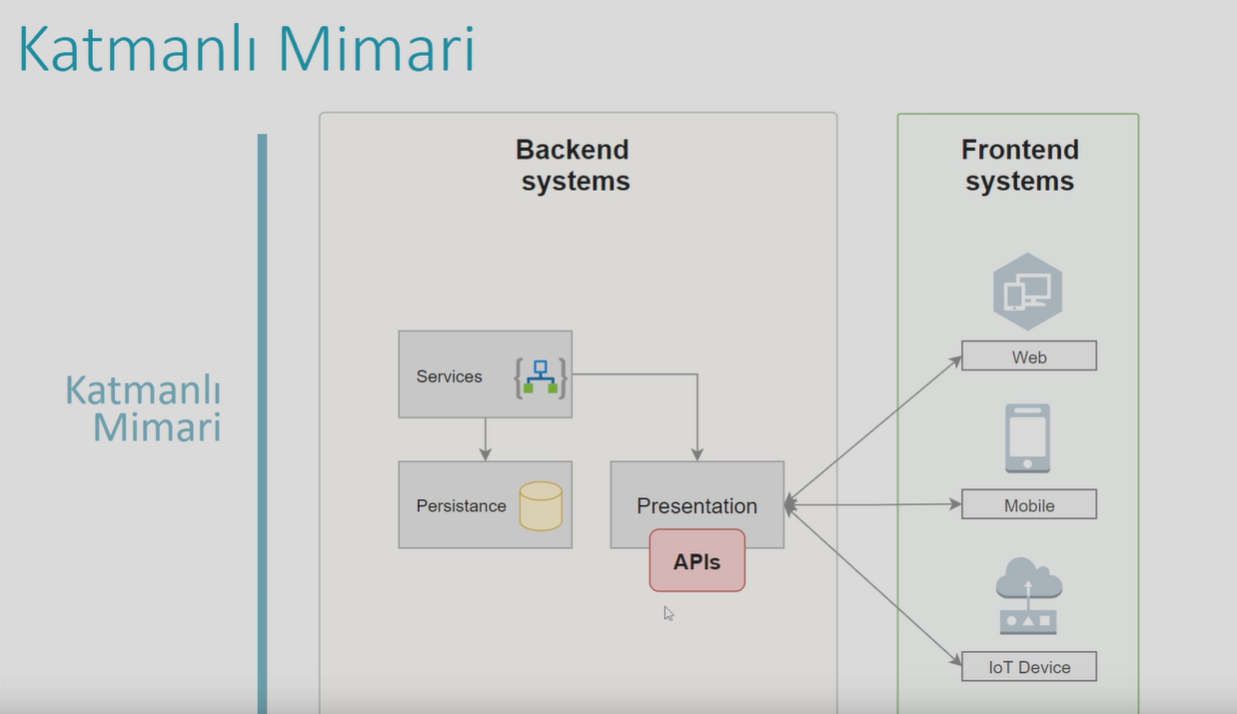 Katmanlı Mimari
Katmanlı
Mimari
Backend
systems
Services
Persistance
Presentation
APIs
Frontend
systems
Web
Mobile
IoT Device